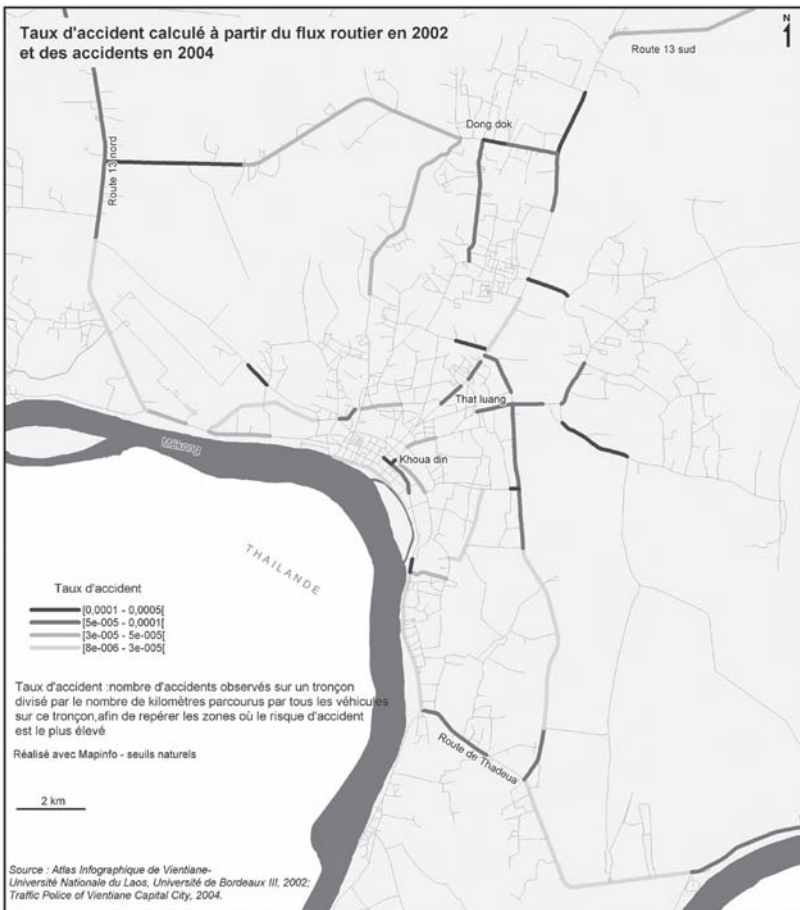 Taux d'accident calculé à partir du flux routier en 2002
et des accidents en 2004
N
1
Route 13 sud
Dong dok
Route 13 nord
That luang
Mékong
Khoua din
THAILANDE
Taux d'accident
[0,0001 - 0,0005[
[5e-005 - 0,0001[
[3e-005 - 5e-005[
[8e-006 - 3e-005[
Taux d'accident :nombre d'accidents observés sur un tronçon
divisé par le nombre de kilomètres parcourus par tous les véhicules
sur ce tronçon,afin de repérer les zones où le risque d'accident
est le plus élevé
Réalisé avec Mapinfo - seuils naturels
Route de Thadeua
2 km
Source : Atlas Infographique de Vientiane-
Université Nationale du Laos, Université de Bordeaux III, 2002;
Traffic Police of Vientiane Capital City, 2004.